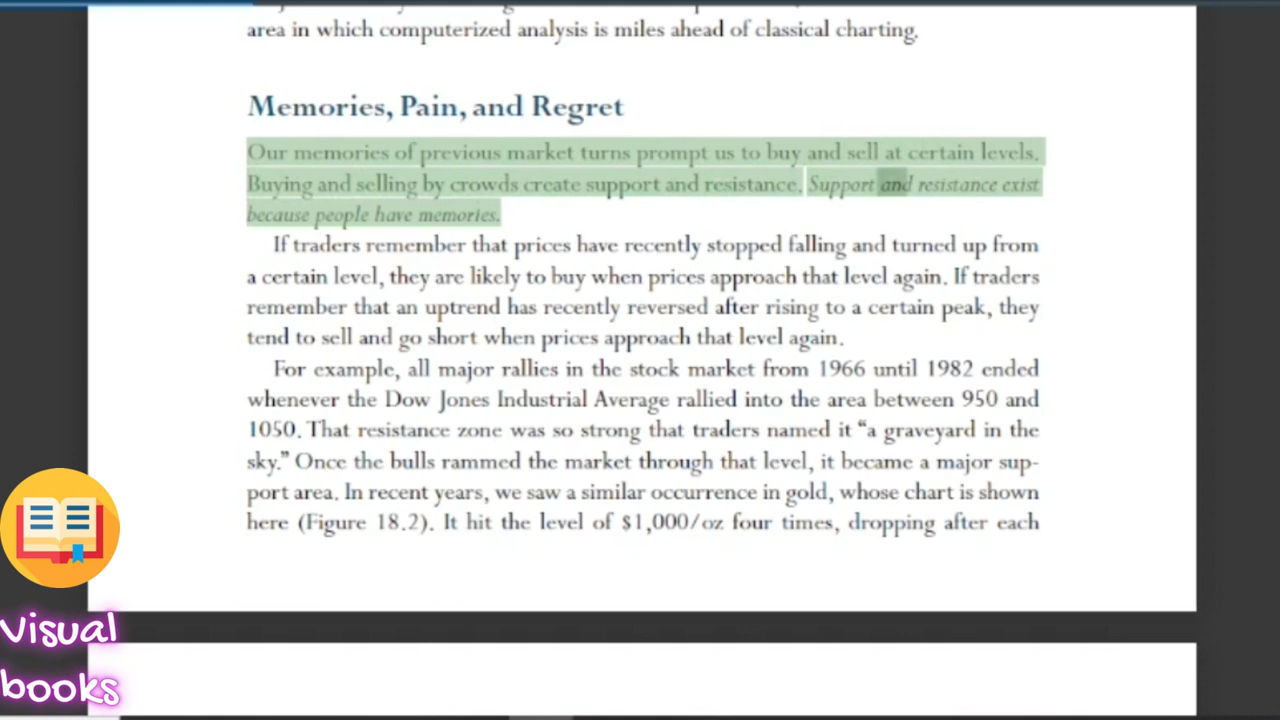 area in which computerized analysis is miles ahead of classical charting.
Memories, Pain, and Regret
Our memories of previous market turns prompt us to buy and sell at certain levels.
Buying and selling by crowds create support and resistance. Support and resistance exist
because people have memories.
If traders remember that prices have recently stopped falling and turned up from
a certain level, they are likely to buy when prices approach that level again. If traders
remember that an uptrend has recently reversed after rising to a certain peak, they
tend to sell and go short when prices approach that level again.
For example, all major rallies in the stock market from 1966 until 1982 ended
whenever the Dow Jones Industrial Average rallied into the area between 950 and
1050. That resistance zone was so strong that traders named it “a graveyard in the
sky.” Once the bulls rammed the market through that level, it became a major sup-
port area. In recent years, we saw a similar occurrence in gold, whose chart is shown
here (Figure 18.2). It hit the level of $1,000/oz four times, dropping after each
Visual
books